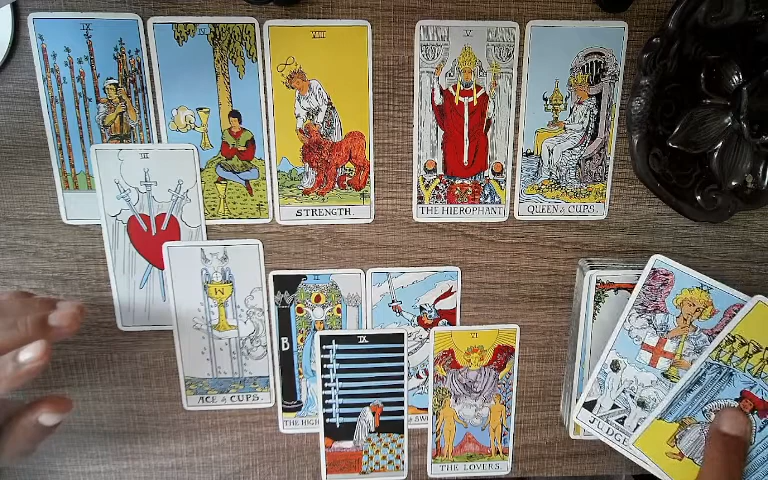 IX
IV
VIII
STRENGTH.
V
THE HIEROPHANT
QUEEN of CUPS.
III
ACE of CUPS.
II
B
THE HIGH
IX
VI
THE LOVERS.
XX
JUDGE